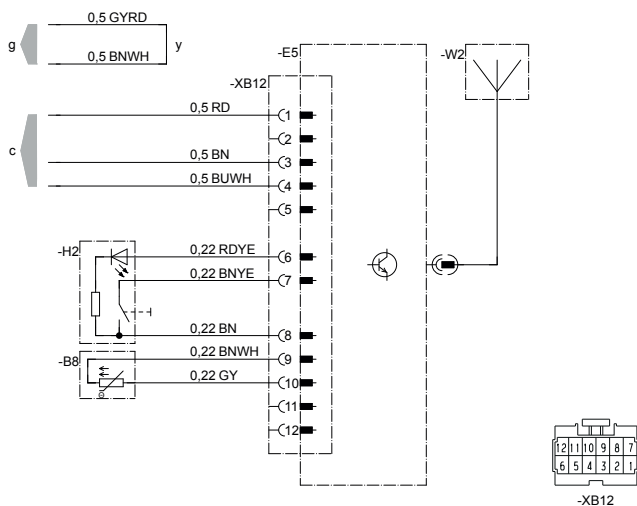 0,5 GYRD
g
y
0,5 BNWH
-E5
-W2
-XB12
0,5 RD
1
2
c
0,5 BN
3
0,5 BUWH
4
5
-H2
0,22 RDYE
6
0,22 BNYE
7
0,22 BN
8
-B8
0,22 BNWH
9
0,22 GY
10
11
12
12 11 10 9 8 7
6 5 4 3 2 1
-XB12